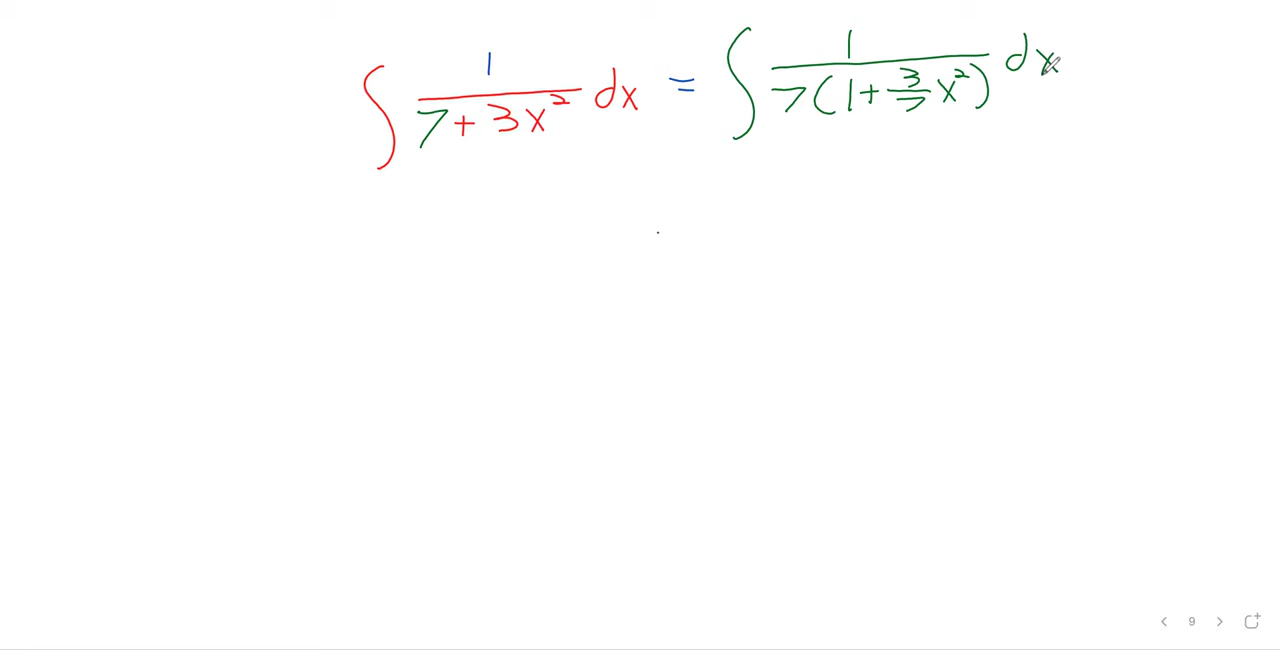 ∫ 1/(7 + 3x²) dx = ∫ 1/(7(1 + 3/7 x²)) dx
< 9 >